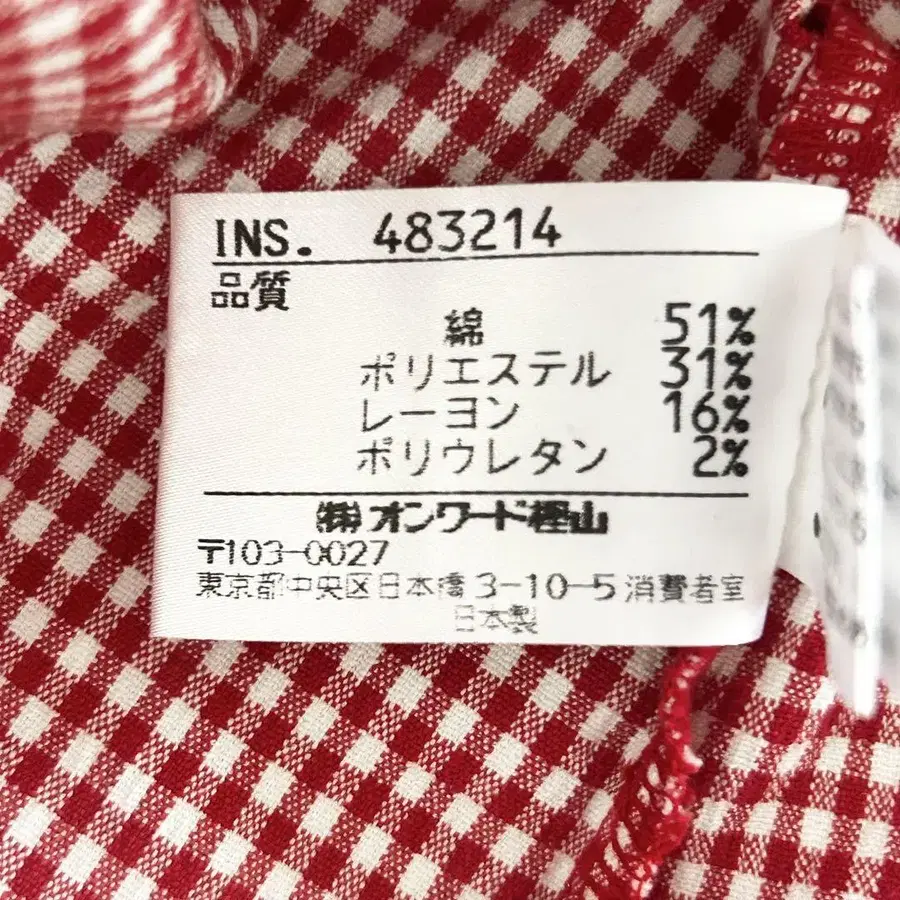 INS. 483214
品質
綿 51%
ポリエステル 31%
レーヨン 16%
ポリウレタン 2%
㈱オンワード樫山
〒103-0027
東京都中央区日本橋3-10-5消費者室
日本製